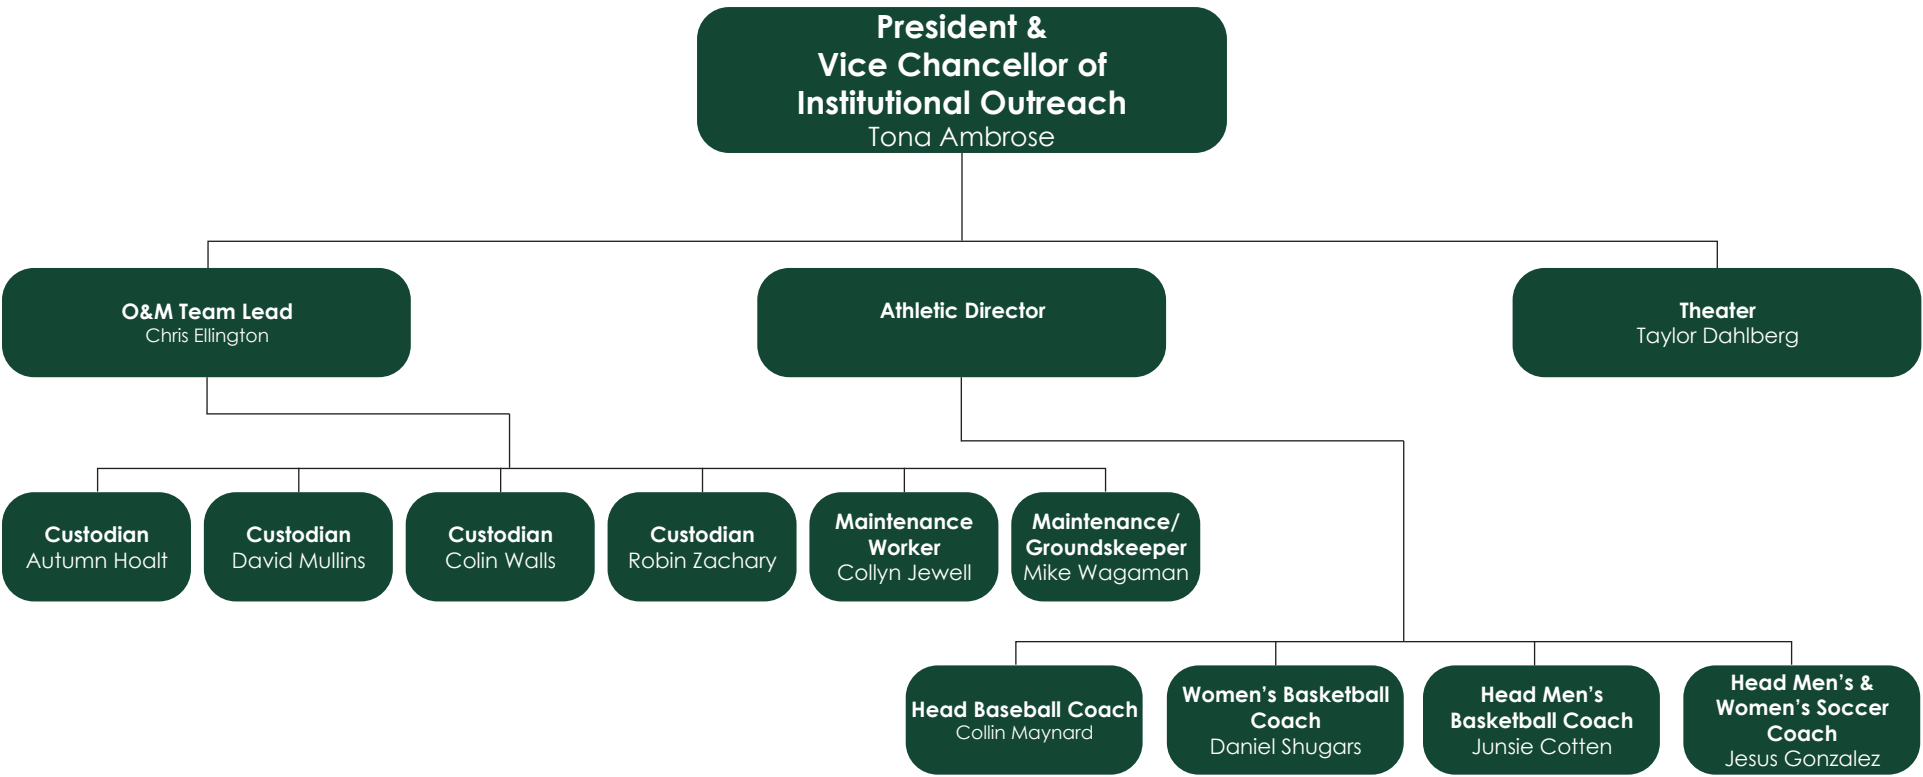 President &
Vice Chancellor of
Institutional Outreach
Tona Ambrose
O&M Team Lead
Chris Ellington
Athletic Director
Theater
Taylor Dahlberg
Custodian
Autumn Hoalt
Custodian
David Mullins
Custodian
Colin Walls
Custodian
Robin Zachary
Maintenance
Worker
Collyn Jewell
Maintenance/
Groundskeeper
Mike Wagaman
Head Baseball Coach
Collin Maynard
Women’s Basketball
Coach
Daniel Shugars
Head Men’s
Basketball Coach
Junsie Cotten
Head Men’s &
Women’s Soccer
Coach
Jesus Gonzalez